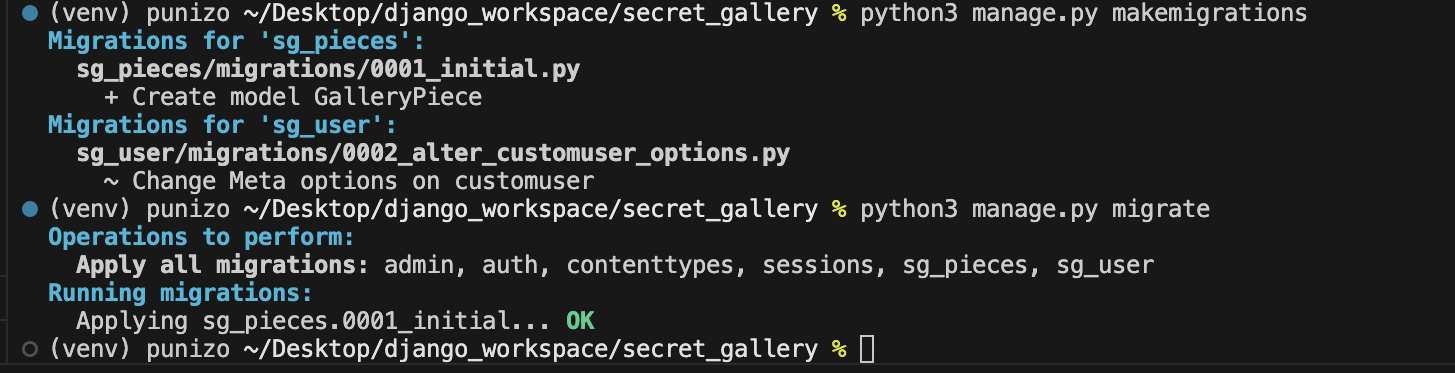 (venv) punizo ~/Desktop/django_workspace/secret_gallery % python3 manage.py makemigrations
Migrations for 'sg_pieces':
sg_pieces/migrations/0001_initial.py
+ Create model GalleryPiece
Migrations for 'sg_user':
sg_user/migrations/0002_alter_customuser_options.py
~ Change Meta options on customuser
(venv) punizo ~/Desktop/django_workspace/secret_gallery % python3 manage.py migrate
Operations to perform:
Apply all migrations: admin, auth, contenttypes, sessions, sg_pieces, sg_user
Running migrations:
Applying sg_pieces.0001_initial... OK
(venv) punizo ~/Desktop/django_workspace/secret_gallery %